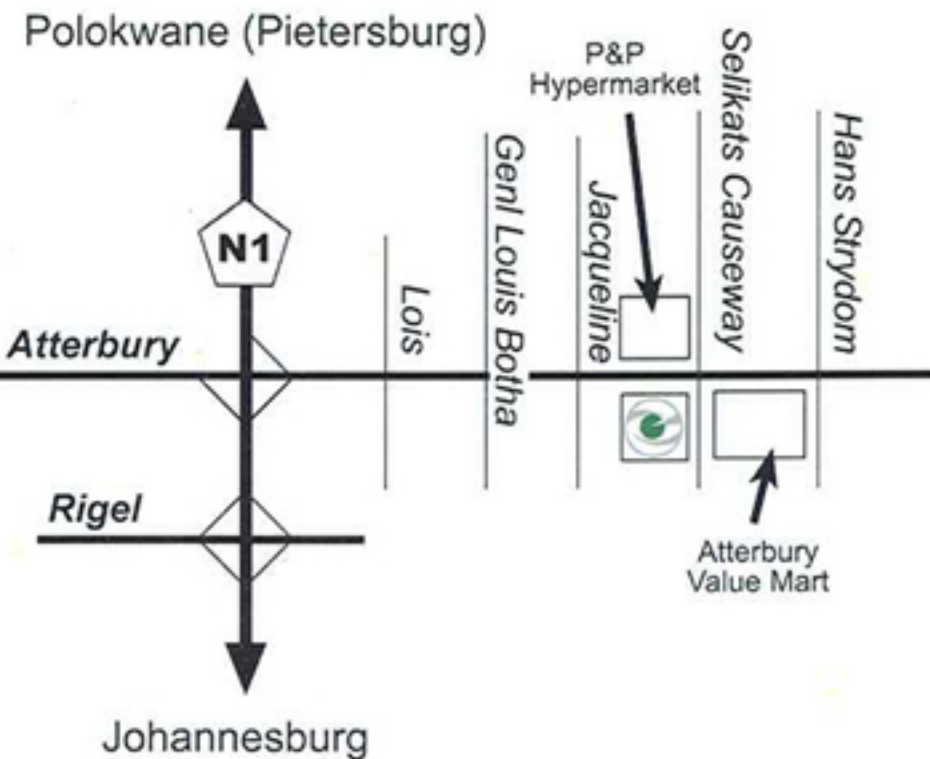 Polokwane (Pietersburg)
P&P
Hypermarket
Selikats Causeway
Hans Strydom
Genl Louis Botha
Jacqueline
Lois
N1
Atterbury
Rigel
Atterbury
Value Mart
Johannesburg